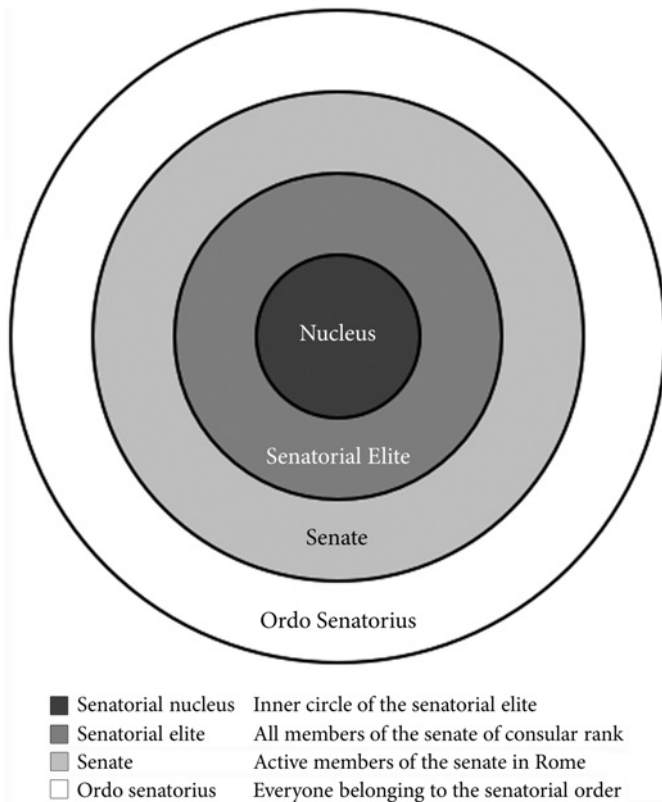 Nucleus
Senatorial Elite
Senate
Ordo Senatorius
Senatorial nucleus Inner circle of the senatorial elite
Senatorial elite All members of the senate of consular rank
Senate Active members of the senate in Rome
Ordo senatorius Everyone belonging to the senatorial order